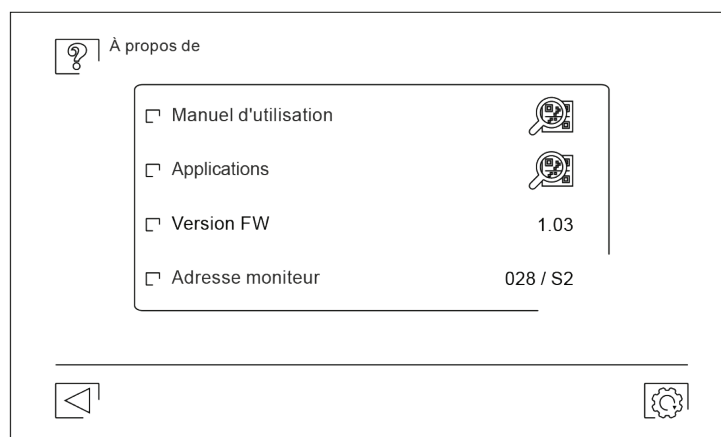 À propos de
Manuel d'utilisation
Applications
Version FW 1.03
Adresse moniteur 028 / S2